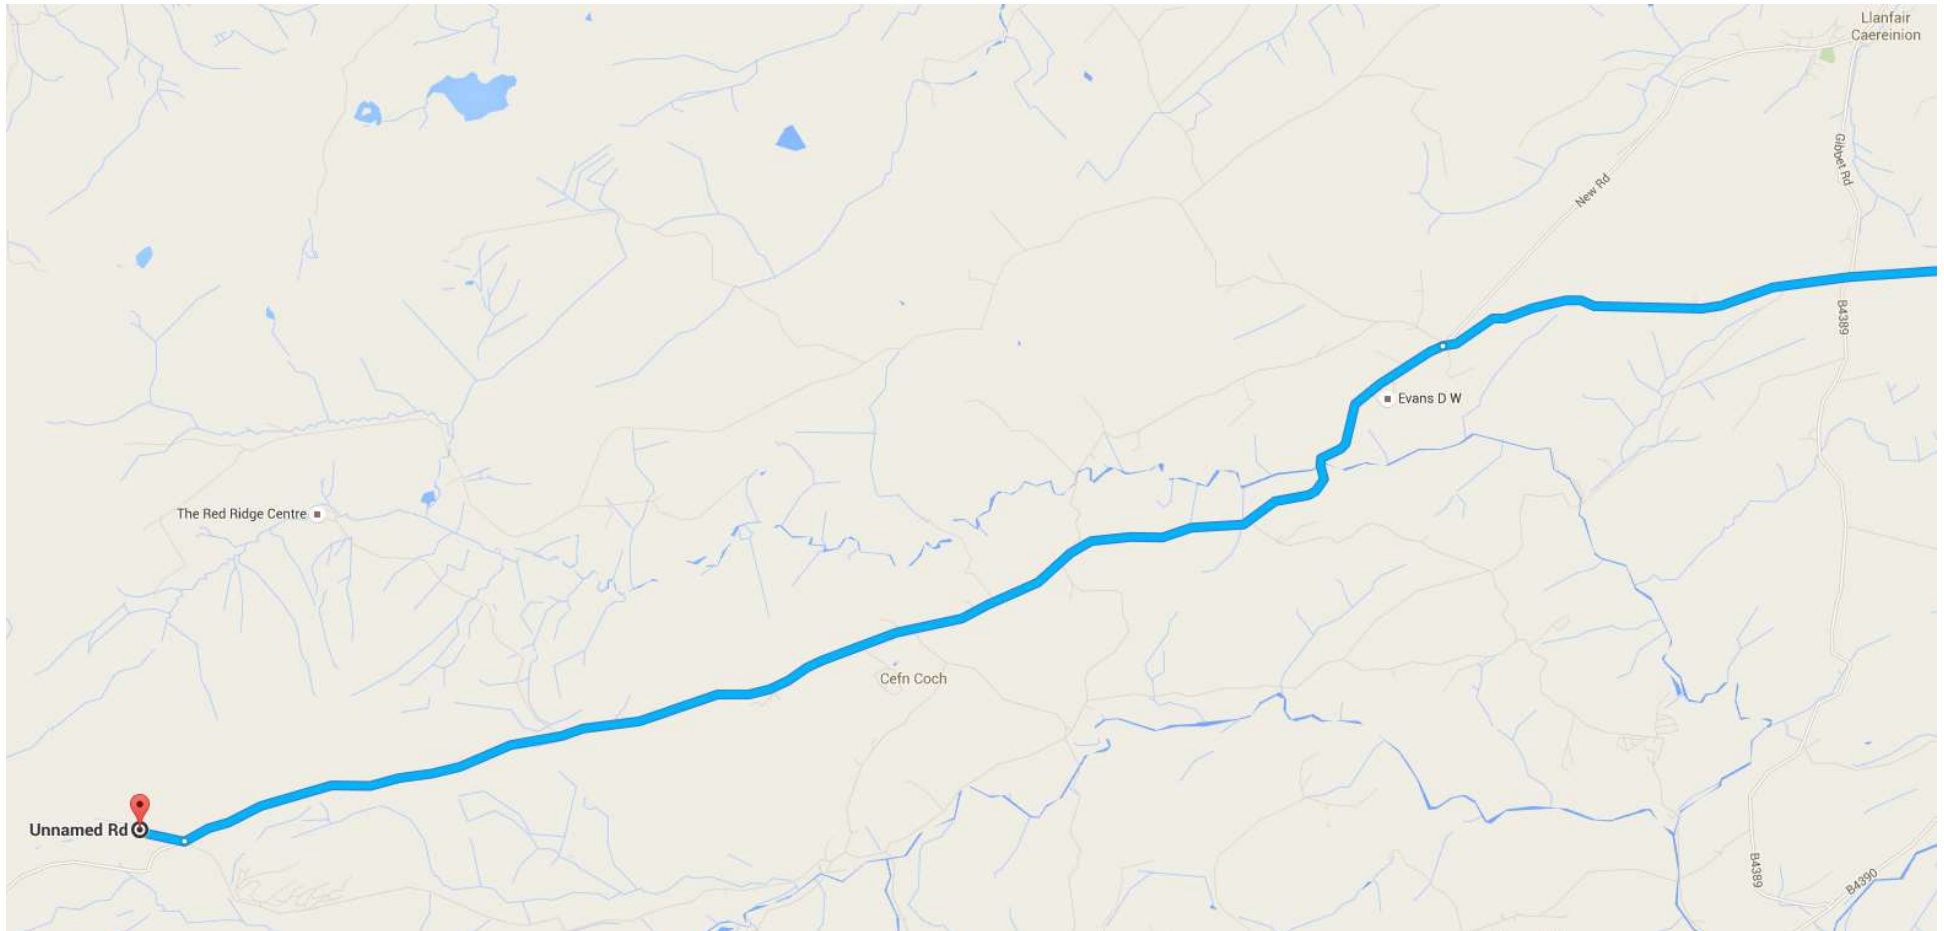 Llanfair
Caereinion
Gibbet Rd
New Rd
B4389
Evans D W
The Red Ridge Centre
Cefn Coch
Unnamed Rd
B4389
B4390